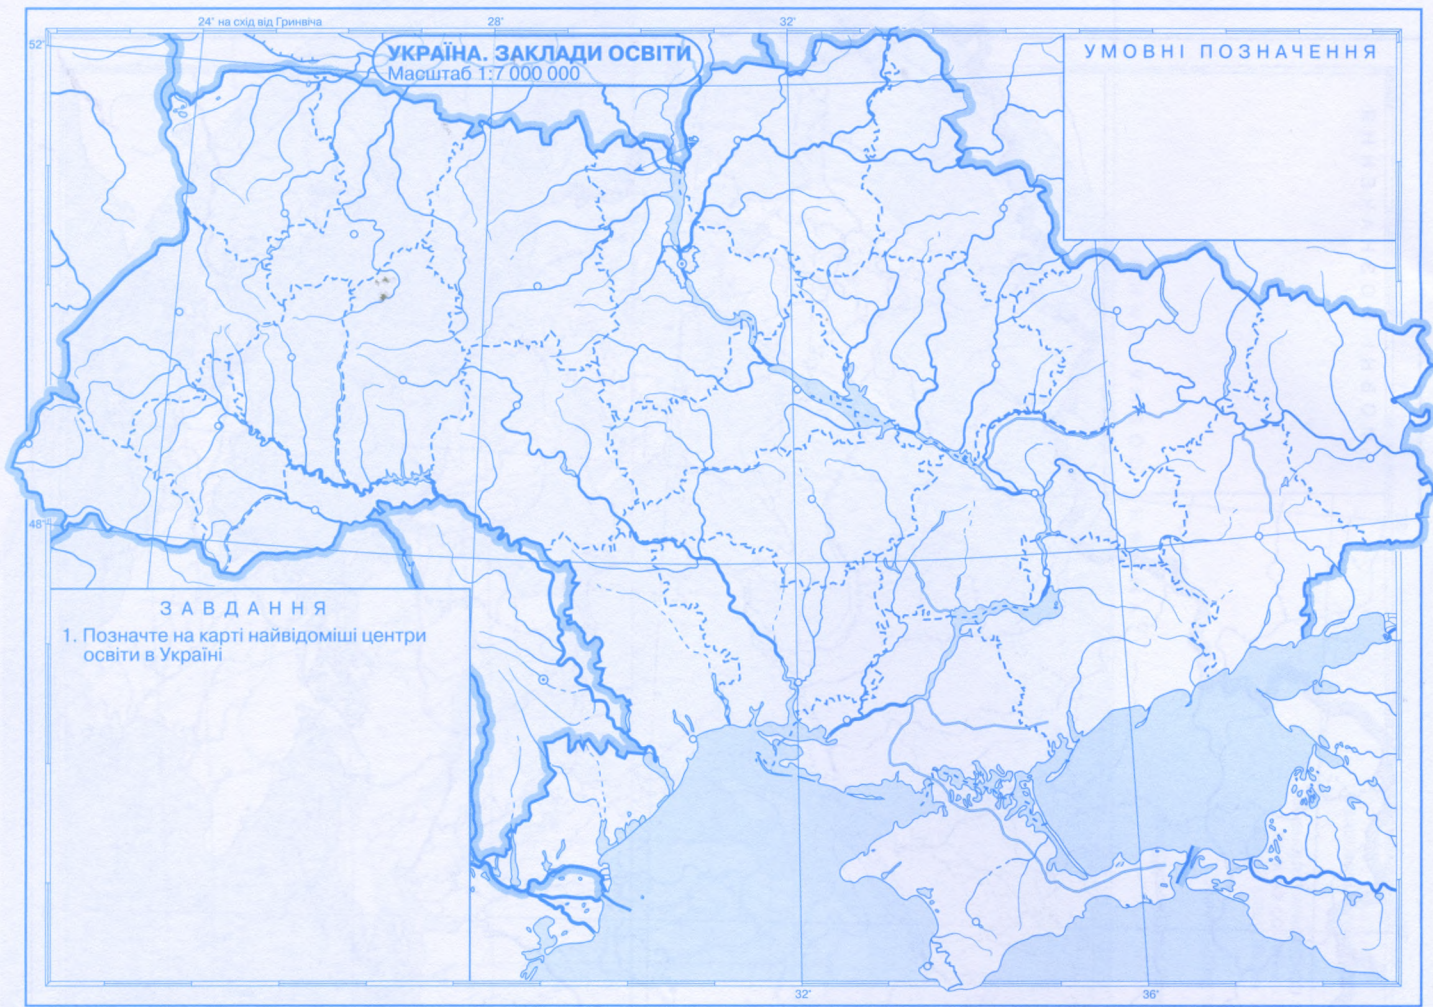 24° на схід від Гринвіча
28°
32°
52°
УКРАЇНА. ЗАКЛАДИ ОСВІТИ
Масштаб 1:7 000 000
УМОВНІ ПОЗНАЧЕННЯ
48°
ЗАВДАННЯ
1. Позначте на карті найвідоміші центри
освіти в Україні
32°
36°